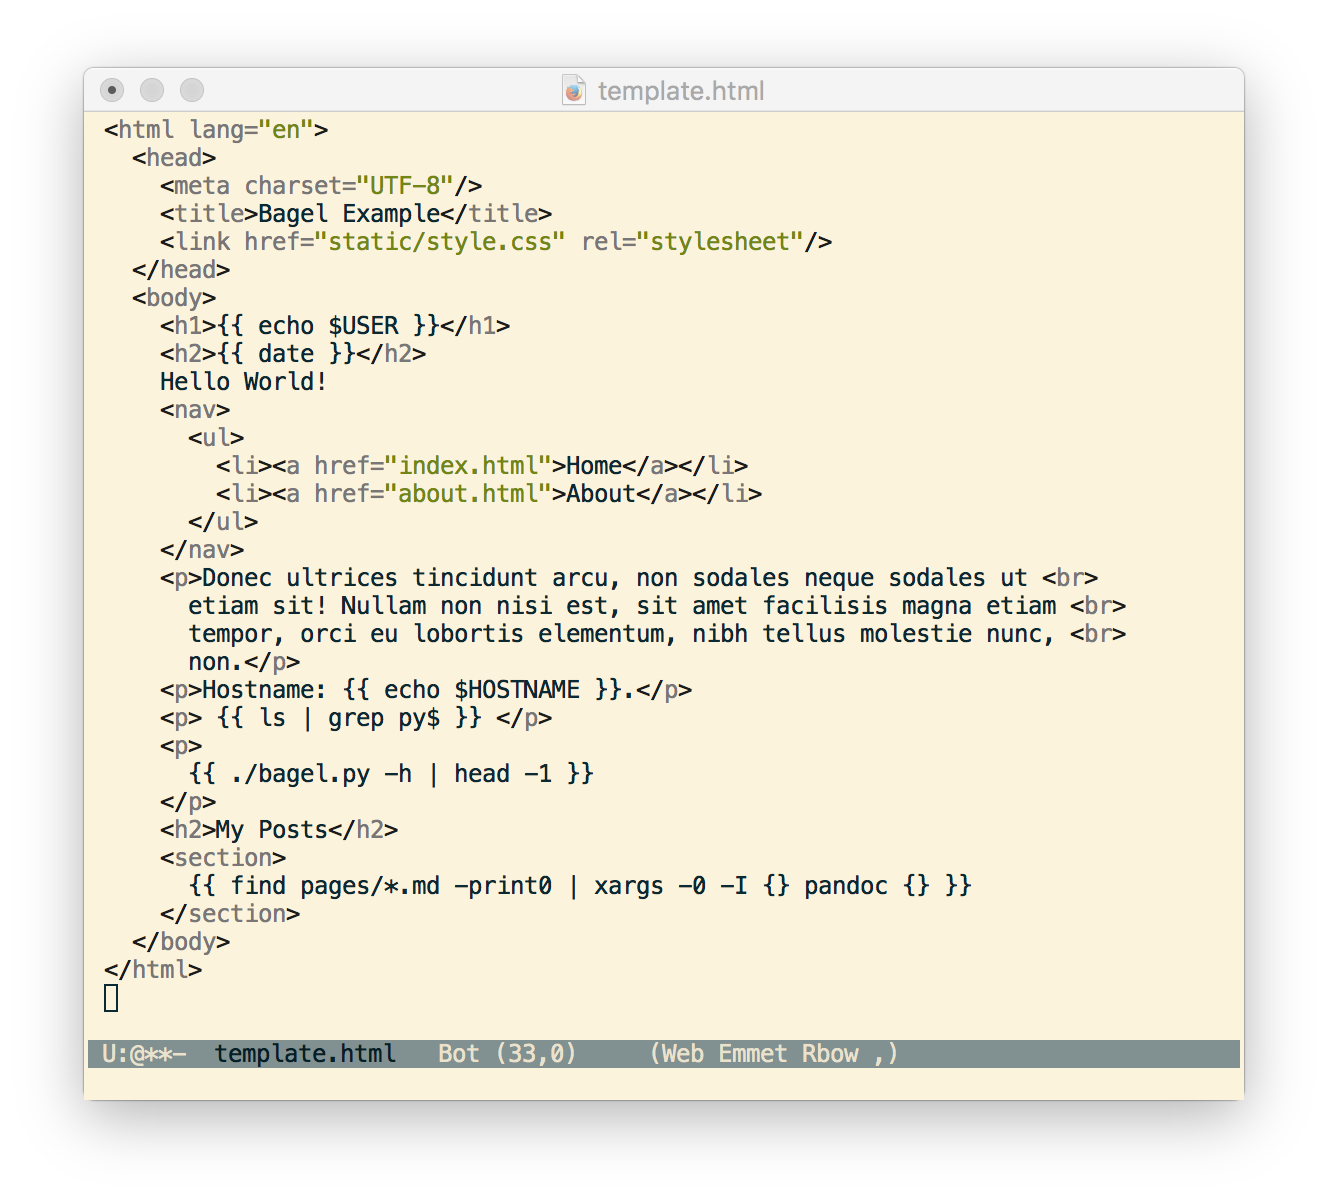 template.html
<html lang="en">
  <head>
    <meta charset="UTF-8"/>
    <title>Bagel Example</title>
    <link href="static/style.css" rel="stylesheet"/>
  </head>
  <body>
    <h1>{{ echo $USER }}</h1>
    <h2>{{ date }}</h2>
    Hello World!
    <nav>
      <ul>
        <li><a href="index.html">Home</a></li>
        <li><a href="about.html">About</a></li>
      </ul>
    </nav>
    <p>Donec ultrices tincidunt arcu, non sodales neque sodales ut <br>
      etiam sit! Nullam non nisi est, sit amet facilisis magna etiam <br>
      tempor, orci eu lobortis elementum, nibh tellus molestie nunc, <br>
      non.</p>
    <p>Hostname: {{ echo $HOSTNAME }}.</p>
    <p> {{ ls | grep py$ }} </p>
    <p>
      {{ ./bagel.py -h | head -1 }}
    </p>
    <h2>My Posts</h2>
    <section>
      {{ find pages/*.md -print0 | xargs -0 -I {} pandoc {} }}
    </section>
  </body>
</html>
U:@**-  template.html   Bot (33,0)     (Web Emmet Rbow ,)